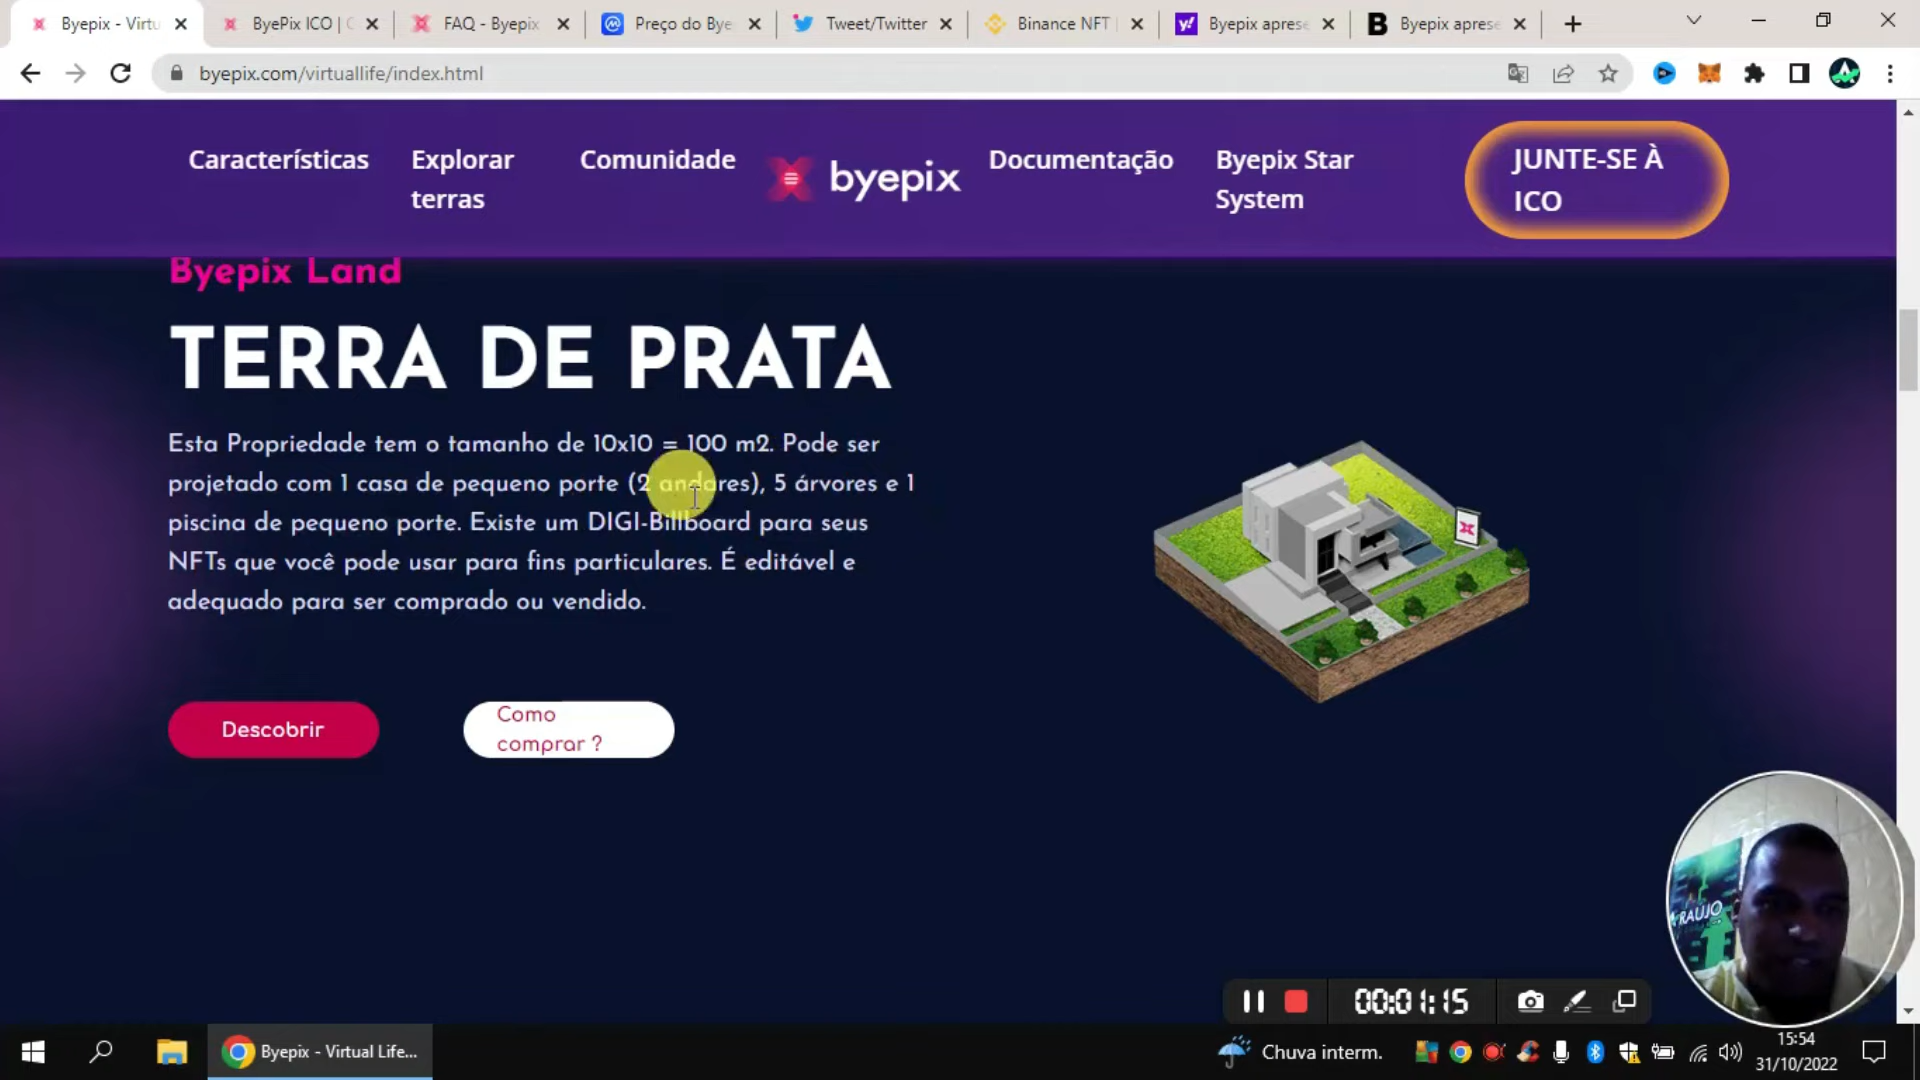 Byepix - Virtu
ByePix ICO | C
FAQ - Byepix
Preço do Bye
Tweet/Twitter
Binance NFT
Byepix aprese
Byepix aprese
byepix.com/virtuallife/index.html
Características
Explorar
terras
Comunidade
byepix
Documentação
Byepix Star
System
JUNTE-SE À
ICO
Byepix Land
TERRA DE PRATA
Esta Propriedade tem o tamanho de 10x10 = 100 m2. Pode ser
projetado com 1 casa de pequeno porte (2 andares), 5 árvores e 1
piscina de pequeno porte. Existe um DIGI-Billboard para seus
NFTs que você pode usar para fins particulares. É editável e
adequado para ser comprado ou vendido.
Descobrir
Como
comprar ?
RAUJO
00:01:15
Byepix - Virtual Life...
Chuva interm.
15:54
31/10/2022